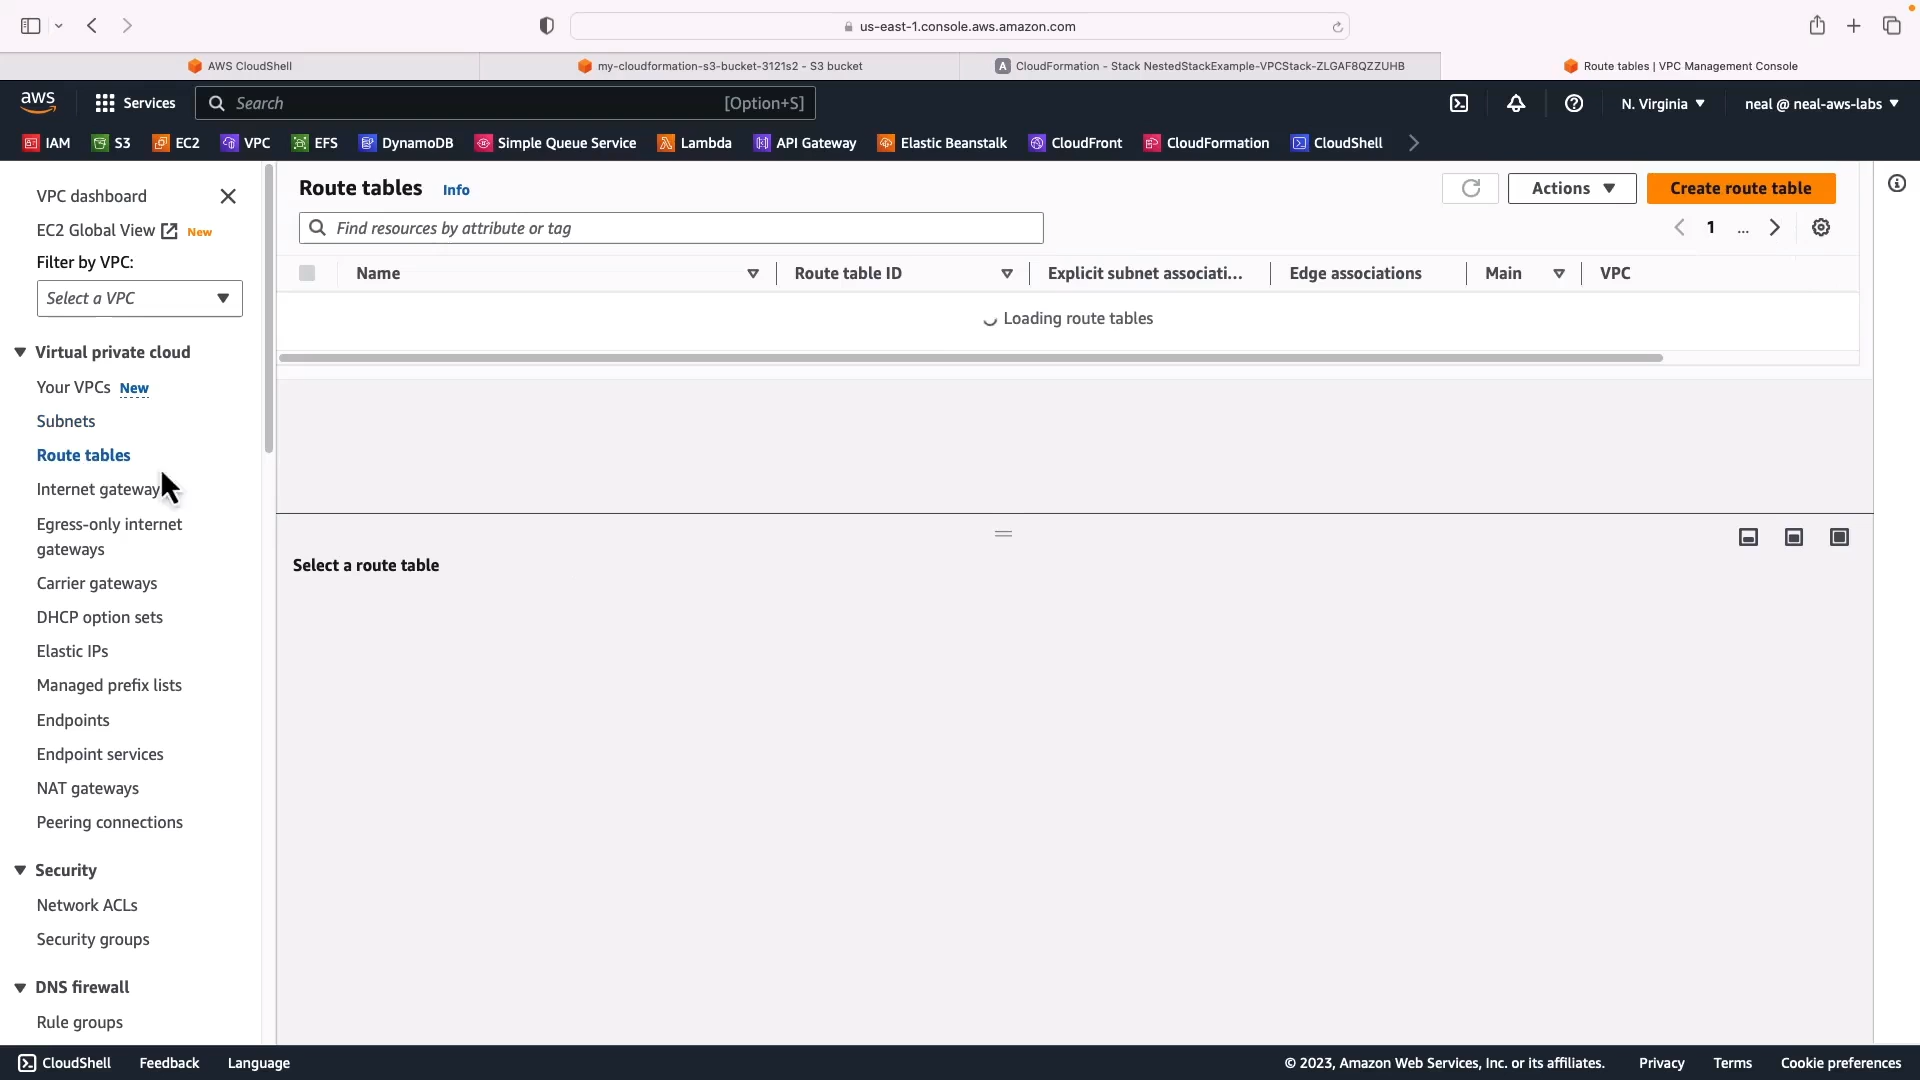 us-east-1.console.aws.amazon.com
AWS CloudShell
my-cloudformation-s3-bucket-3121s2 - S3 bucket
A CloudFormation - Stack NestedStackExample-VPCStack-ZLGAF8QZZUHB
Route tables | VPC Management Console
aws
Services
Search
[Option+S]
N. Virginia
neal @ neal-aws-labs
IAM
S3
EC2
VPC
EFS
DynamoDB
Simple Queue Service
Lambda
API Gateway
Elastic Beanstalk
CloudFront
CloudFormation
CloudShell
VPC dashboard
EC2 Global View New
Filter by VPC:
Select a VPC
Virtual private cloud
Your VPCs New
Subnets
Route tables
Internet gateway
Egress-only internet
gateways
Carrier gateways
DHCP option sets
Elastic IPs
Managed prefix lists
Endpoints
Endpoint services
NAT gateways
Peering connections
Security
Network ACLs
Security groups
DNS firewall
Rule groups
Route tables Info
Actions
Create route table
Find resources by attribute or tag
1 ...
Name
Route table ID
Explicit subnet associati...
Edge associations
Main
VPC
Loading route tables
Select a route table
CloudShell
Feedback
Language
© 2023, Amazon Web Services, Inc. or its affiliates.
Privacy
Terms
Cookie preferences